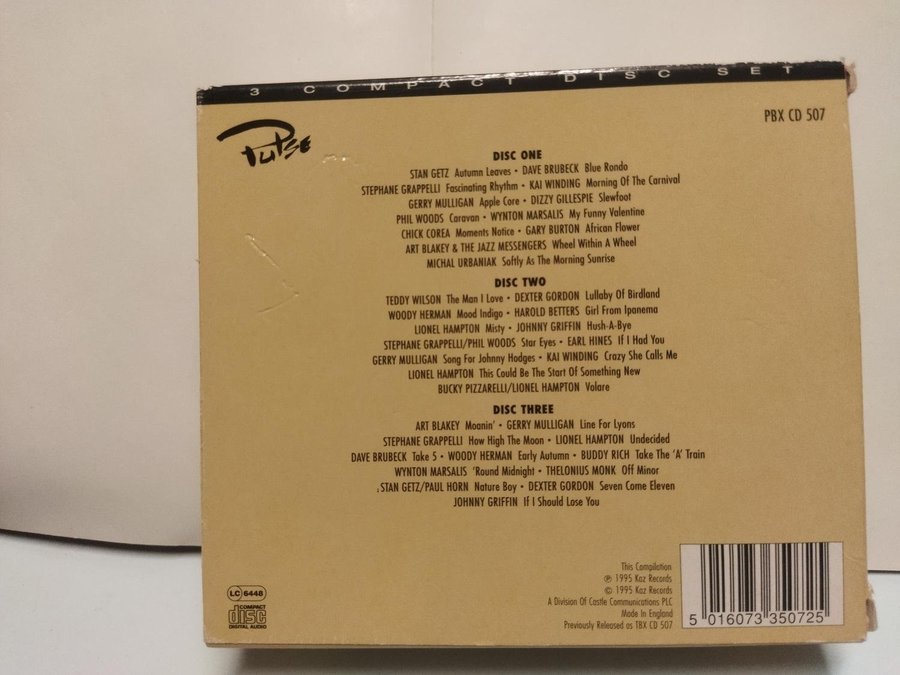 3 COMPACT DISC SET
Pulse
PBX CD 507
DISC ONE
STAN GETZ Autumn Leaves • DAVE BRUBECK Blue Rondo
STEPHANE GRAPPELLI Fascinating Rhythm • KAI WINDING Morning Of The Carnival
GERRY MULLIGAN Apple Core • DIZZY GILLESPIE Slewfoot
PHIL WOODS Caravan • WYNTON MARSALIS My Funny Valentine
CHICK COREA Moments Notice • GARY BURTON African Flower
ART BLAKEY & THE JAZZ MESSENGERS Wheel Within A Wheel
MICHAL URBANIAK Softly As The Morning Sunrise
DISC TWO
TEDDY WILSON The Man I Love • DEXTER GORDON Lullaby Of Birdland
WOODY HERMAN Mood Indigo • HAROLD BETTERS Girl From Ipanema
LIONEL HAMPTON Misty • JOHNNY GRIFFIN Hush-A-Bye
STEPHANE GRAPPELLI/PHIL WOODS Star Eyes • EARL HINES If I Had You
GERRY MULLIGAN Song For Johnny Hodges • KAI WINDING Crazy She Calls Me
LIONEL HAMPTON This Could Be The Start Of Something New
BUCKY PIZZARELLI/LIONEL HAMPTON Volare
DISC THREE
ART BLAKEY Moanin' • GERRY MULLIGAN Line For Lyons
STEPHANE GRAPPELLI How High The Moon • LIONEL HAMPTON Undecided
DAVE BRUBECK Take 5 • WOODY HERMAN Early Autumn • BUDDY RICH Take The 'A' Train
WYNTON MARSALIS 'Round Midnight • THELONIUS MONK Off Minor
STAN GETZ/PAUL HORN Nature Boy • DEXTER GORDON Seven Come Eleven
JOHNNY GRIFFIN If I Should Lose You
This Compilation
℗ 1995 Kaz Records
© 1995 Kaz Records
A Division Of Castle Communications PLC
Made In England
Previously Released as TBX CD 507
LC 6448
COMPACT
disc
DIGITAL AUDIO
5 016073 350725